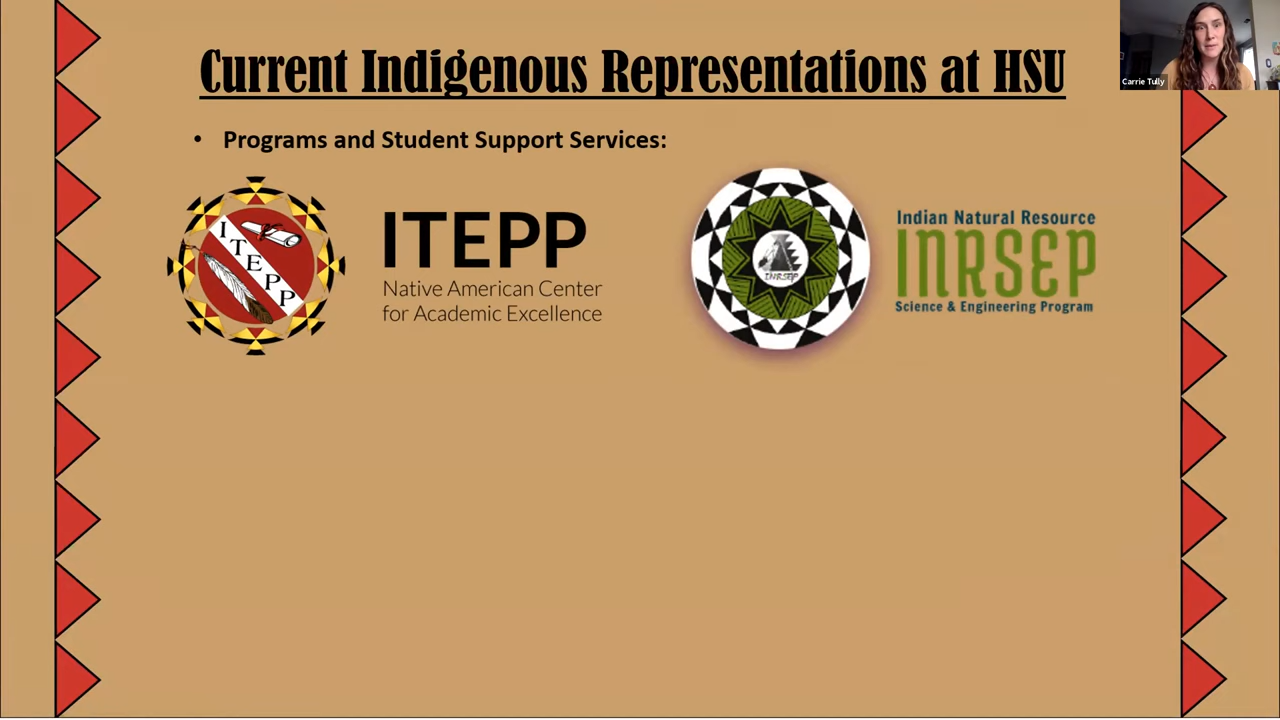 Current Indigenous Representations at HSU
Carrie Tully
• Programs and Student Support Services:
ITEPP
ITEPP
Native American Center
for Academic Excellence
INRSEP
Indian Natural Resource
INRSEP
Science & Engineering Program